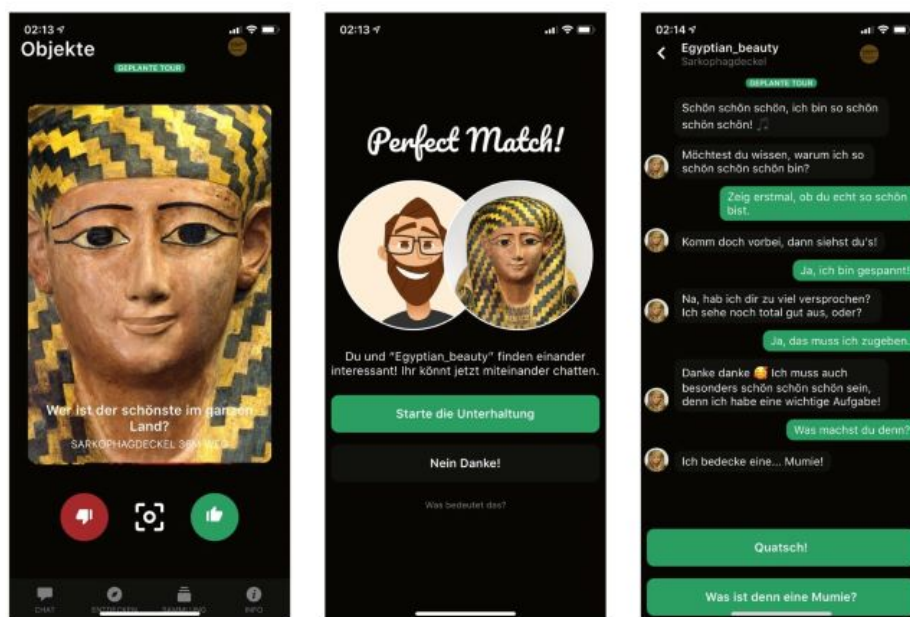 02:13
Objekte
GEPLANTE TOUR
Wer ist der schönste im ganzen
Land?
SARKOPHAGDECKEL 36M WEG
CHAT
ENTDECKEN
SAMMLUNG
INFO
02:13
Perfect Match!
Du und "Egyptian_beauty" finden einander
interessant! Ihr könnt jetzt miteinander chatten.
Starte die Unterhaltung
Nein Danke!
Was bedeutet das?
02:14
Egyptian_beauty
Sarkophagdeckel
GEPLANTE TOUR
Schön schön schön, ich bin so schön
schön schön! 🎵
Möchtest du wissen, warum ich so
schön schön schön bin?
Zeig erstmal, ob du echt so schön
bist.
Komm doch vorbei, dann siehst du's!
Ja, ich bin gespannt!
Na, hab ich dir zu viel versprochen?
Ich sehe noch total gut aus, oder?
Ja, das muss ich zugeben.
Danke danke 🥰 Ich muss auch
besonders schön schön schön sein,
denn ich habe eine wichtige Aufgabe!
Was machst du denn?
Ich bedecke eine... Mumie!
Quatsch!
Was ist denn eine Mumie?